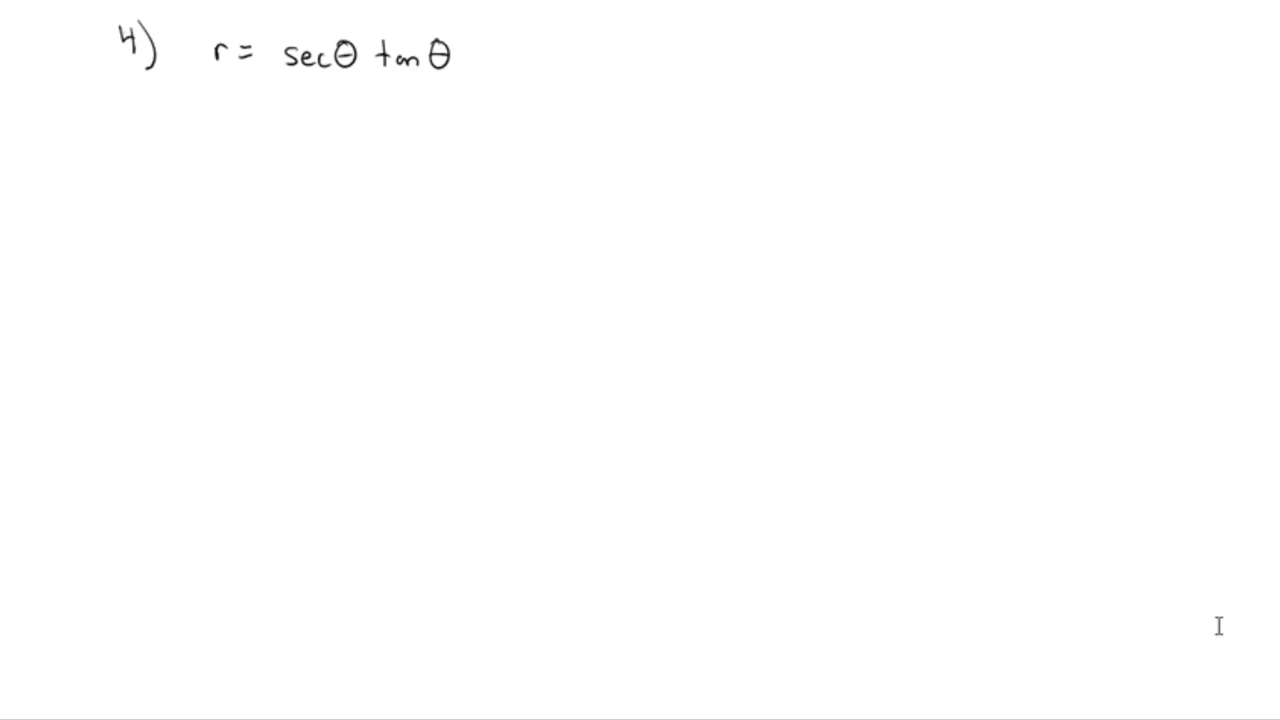 4) r = secθ tanθ